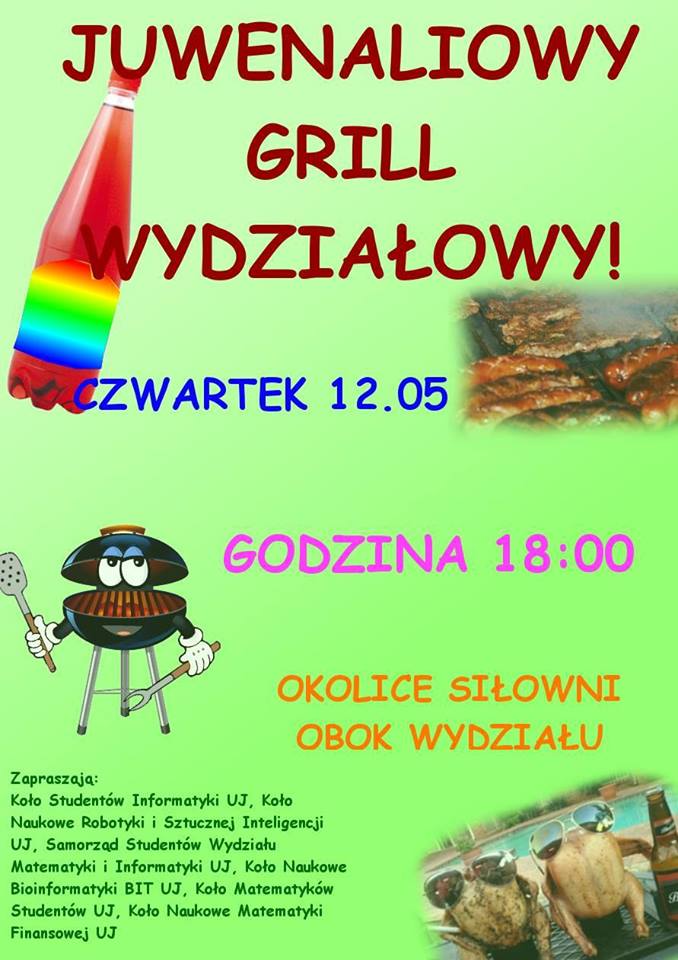 JUWENALIOWY
GRILL
WYDZIAŁOWY!
CZWARTEK 12.05
GODZINA 18:00
OKOLICE SIŁOWNI
OBOK WYDZIAŁU
Zapraszają:
Koło Studentów Informatyki UJ, Koło
Naukowe Robotyki i Sztucznej Inteligencji
UJ, Samorząd Studentów Wydziału
Matematyki i Informatyki UJ, Koło Naukowe
Bioinformatyki BIT UJ, Koło Matematyków
Studentów UJ, Koło Naukowe Matematyki
Finansowej UJ